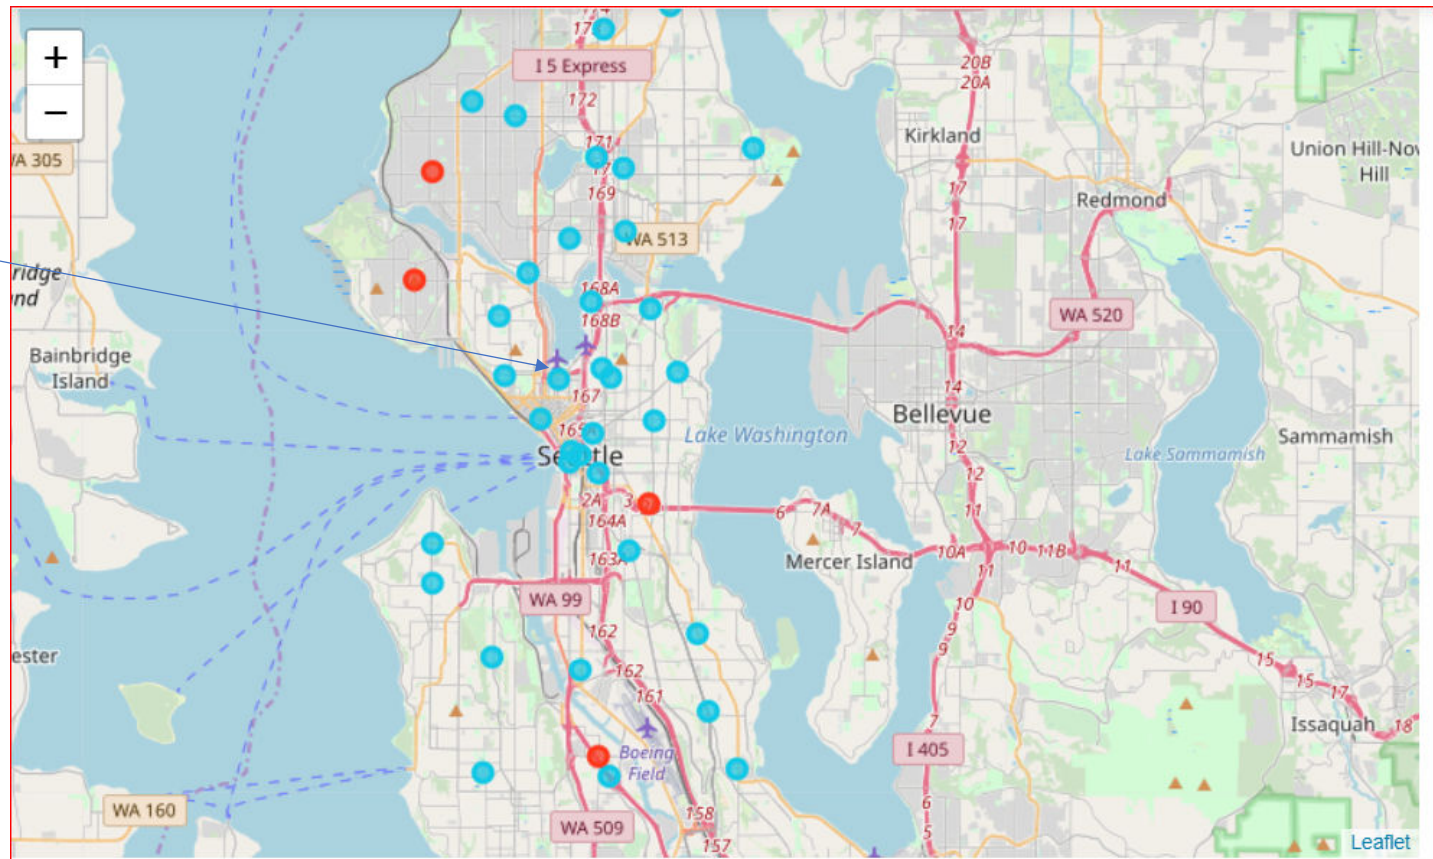 +
−
I 5 Express
172
171
169
20B
20A
Kirkland
17
17
Redmond
Union Hill-Nov
Hill
/A 305
WA 513
ridge
nd
168A
168B
WA 520
14
14
Bainbridge
Island
167
Bellevue
Lake Washington
Sammamish
Lake Sammamish
Seattle
12
12
11
2A
3
164A
163A
6
7A
7
Mercer Island
10A
10
11B
11
11
WA 99
I 90
10
9
9
162
162
161
ester
15
15
17
18
Issaquah
7
I 405
Boeing
Field
WA 160
WA 509
158
157
6
5
Leaflet